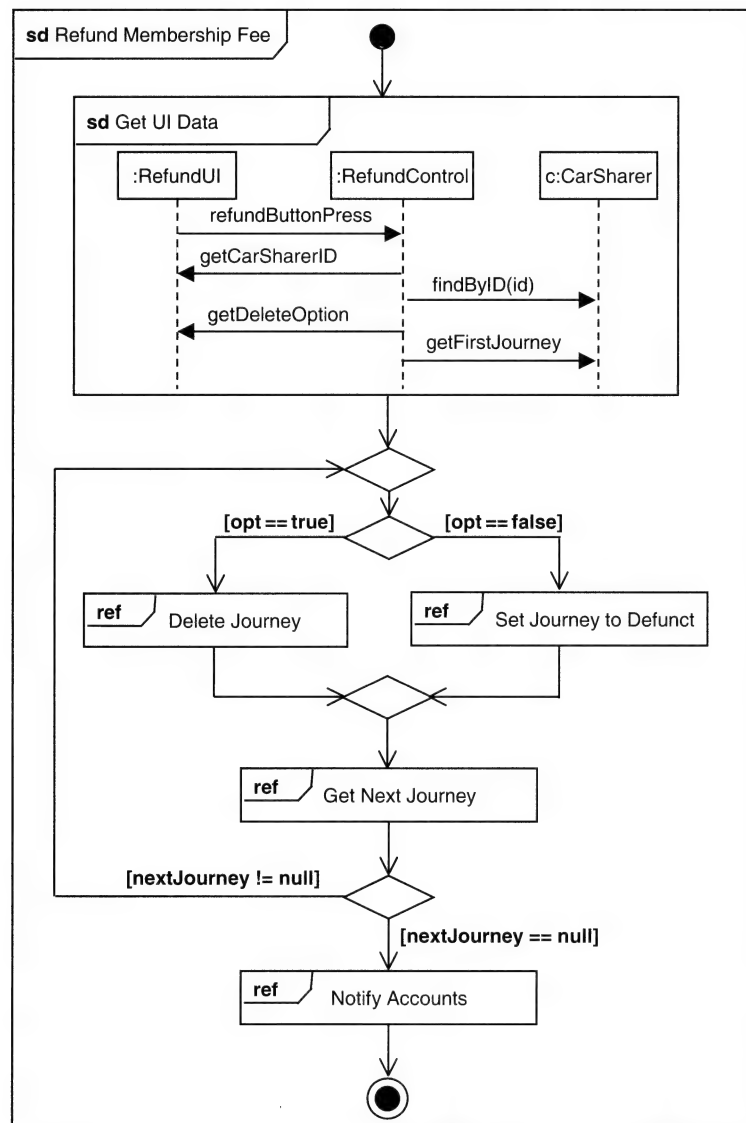 sd Refund Membership Fee
sd Get UI Data
:RefundUI
:RefundControl
c:CarSharer
refundButtonPress
getCarSharerID
findByID(id)
getDeleteOption
getFirstJourney
[opt == true]
[opt == false]
ref
Delete Journey
ref
Set Journey to Defunct
ref
Get Next Journey
[nextJourney != null]
[nextJourney == null]
ref
Notify Accounts